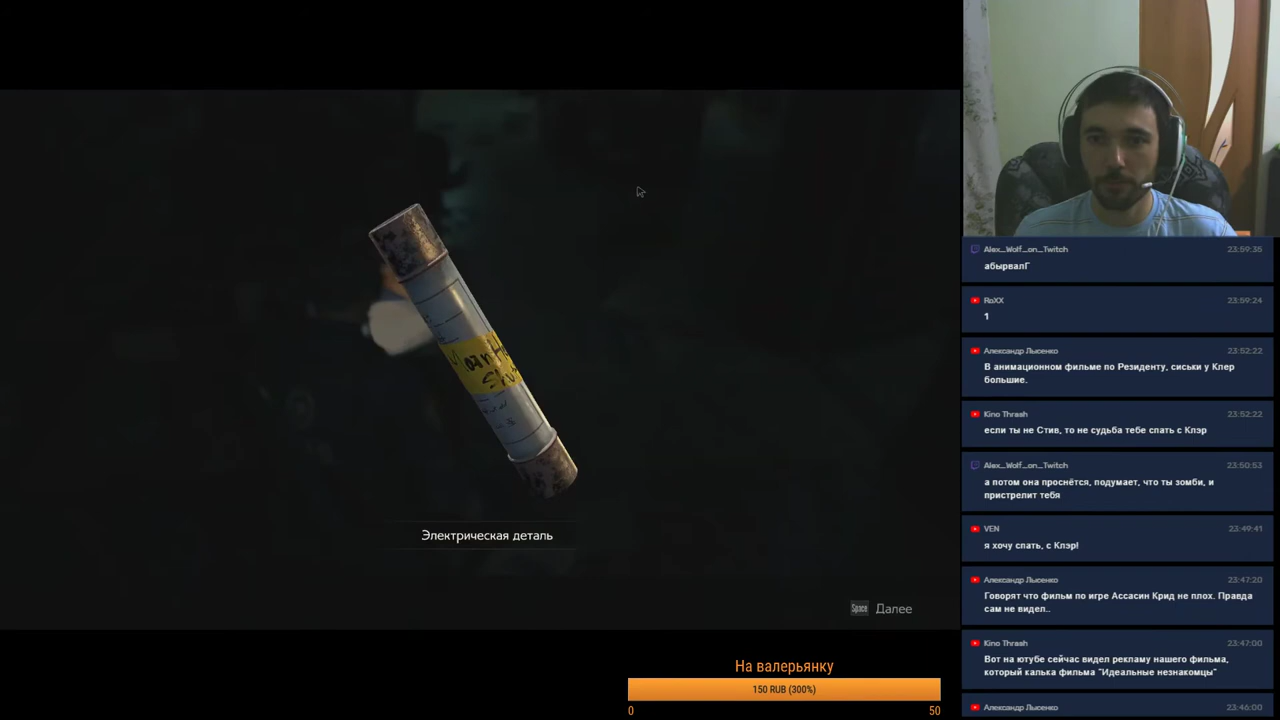 Электрическая деталь
Space Далее
На валерьянку
150 RUB (300%)
0
50
Alex_Wolf_on_Twitch 23:59:35
абырвалГ
RoXX 23:59:24
1
Александр Лысенко 23:52:22
В анимационном фильме по Резиденту, сиськи у Клер
большие.
Kino Thrash 23:52:22
если ты не Стив, то не судьба тебе спать с Клэр
Alex_Wolf_on_Twitch 23:50:53
а потом она проснётся, подумает, что ты зомби, и
пристрелит тебя
VEN 23:49:41
я хочу спать, с Клэр!
Александр Лысенко 23:47:20
Говорят что фильм по игре Ассасин Крид не плох. Правда
сам не видел..
Kino Thrash 23:47:00
Вот на ютубе сейчас видел рекламу нашего фильма,
который калька фильма "Идеальные незнакомцы"
Александр Лысенко 23:46:00